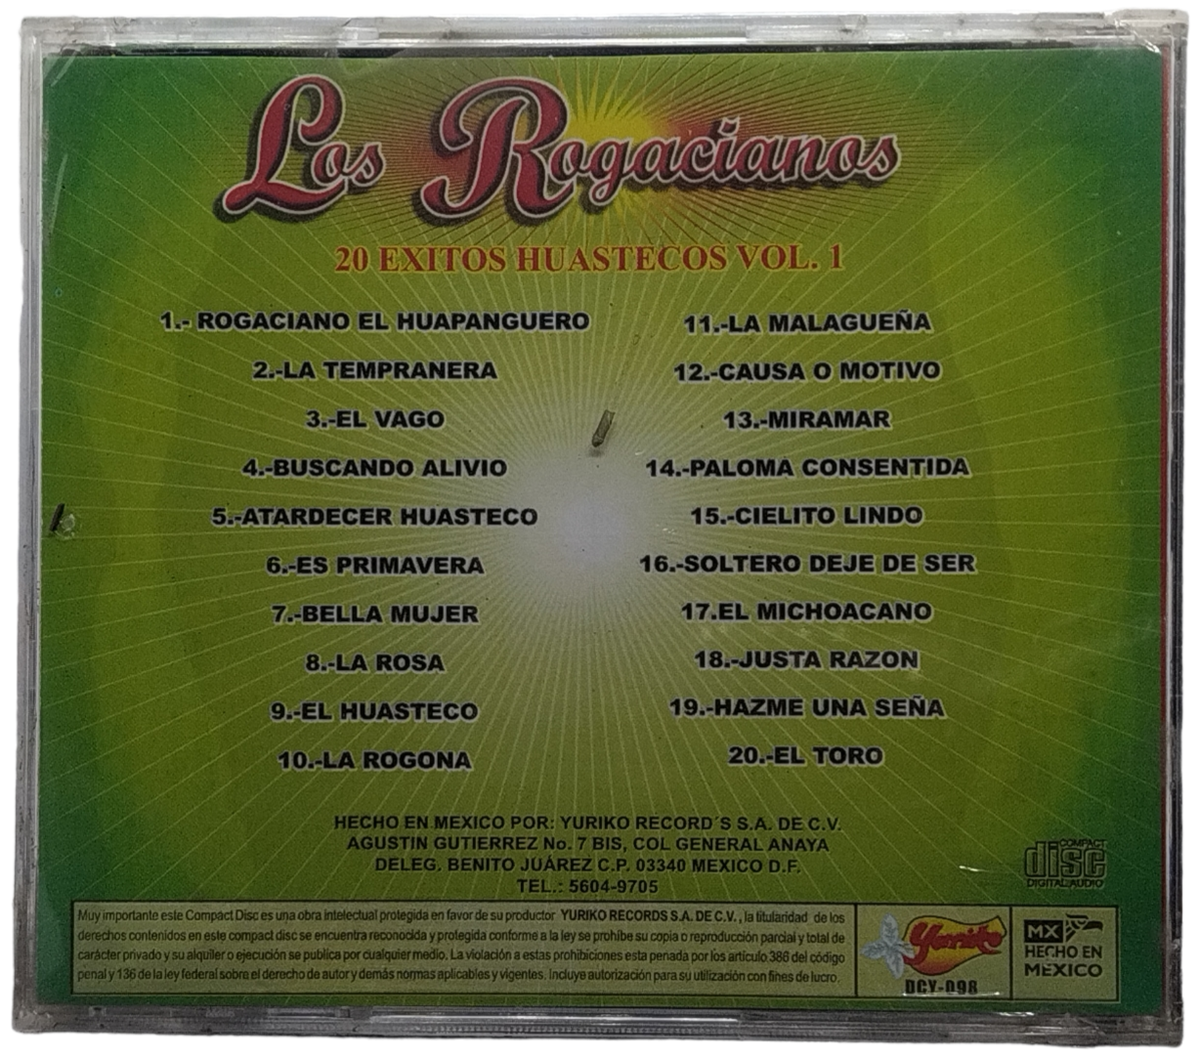 Los Rogacianos
20 EXITOS HUASTECOS VOL. 1
1.- ROGACIANO EL HUAPANGUERO
2.-LA TEMPRANERA
3.-EL VAGO
4.-BUSCANDO ALIVIO
5.-ATARDECER HUASTECO
6.-ES PRIMAVERA
7.-BELLA MUJER
8.-LA ROSA
9.-EL HUASTECO
10.-LA ROGONA
11.-LA MALAGUEÑA
12.-CAUSA O MOTIVO
13.-MIRAMAR
14.-PALOMA CONSENTIDA
15.-CIELITO LINDO
16.-SOLTERO DEJE DE SER
17.EL MICHOACANO
18.-JUSTA RAZON
19.-HAZME UNA SEÑA
20.-EL TORO
HECHO EN MEXICO POR: YURIKO RECORD´S S.A. DE C.V.
AGUSTIN GUTIERREZ No. 7 BIS, COL GENERAL ANAYA
DELEG. BENITO JUÁREZ C.P. 03340 MEXICO D.F.
TEL.: 5604-9705
COMPACT
disc
DIGITAL AUDIO
Muy importante este Compact Disc es una obra intelectual protegida en favor de su productor YURIKO RECORDS S.A. DE C.V., la titularidad de los
derechos contenidos en este compact disc se encuentra reconocida y protegida conforme a la ley se prohibe su copia o reproducción parcial y total de
carácter privado y su alquiler o ejecución se publica por cualquier medio. La violación a estas prohibiciones esta penada por los artículo 386 del código
penal y 136 de la ley federal sobre el derecho de autor y demás normas aplicables y vigentes. Incluye autorización para su utilización con fines de lucro.
Yuriko
DCY-098
MX
HECHO EN
MÉXICO